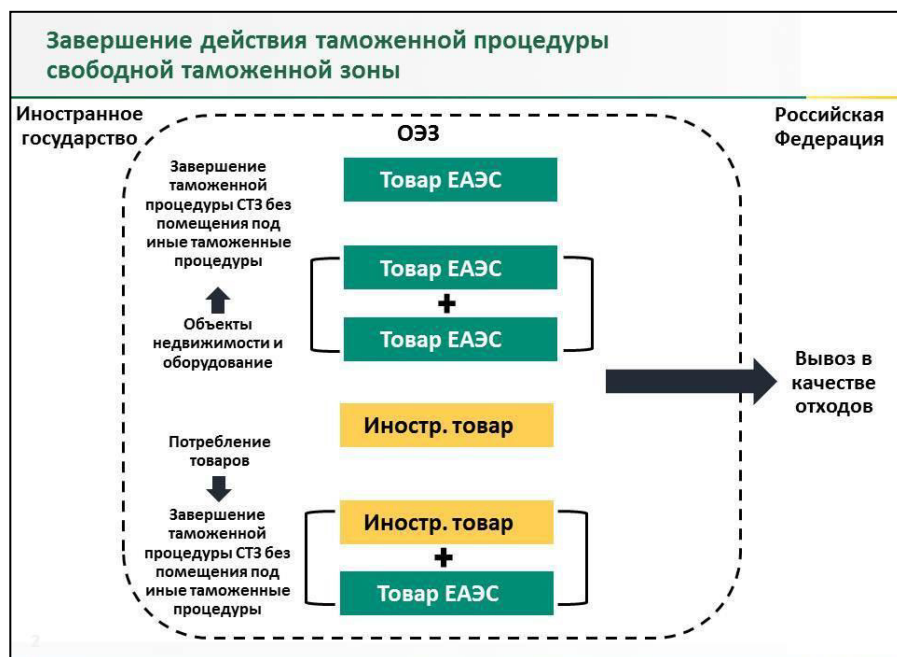 Завершение действия таможенной процедуры
свободной таможенной зоны
Иностранное
государство
ОЭЗ
Российская
Федерация
Завершение
таможенной
процедуры СТЗ без
помещения под
иные таможенные
процедуры
Объекты
недвижимости и
оборудование
Потребление
товаров
Завершение
таможенной
процедуры СТЗ без
помещения под
иные таможенные
процедуры
Товар ЕАЭС
Товар ЕАЭС
+
Товар ЕАЭС
Иностр. товар
Иностр. товар
+
Товар ЕАЭС
Вывоз в
качестве
отходов
2